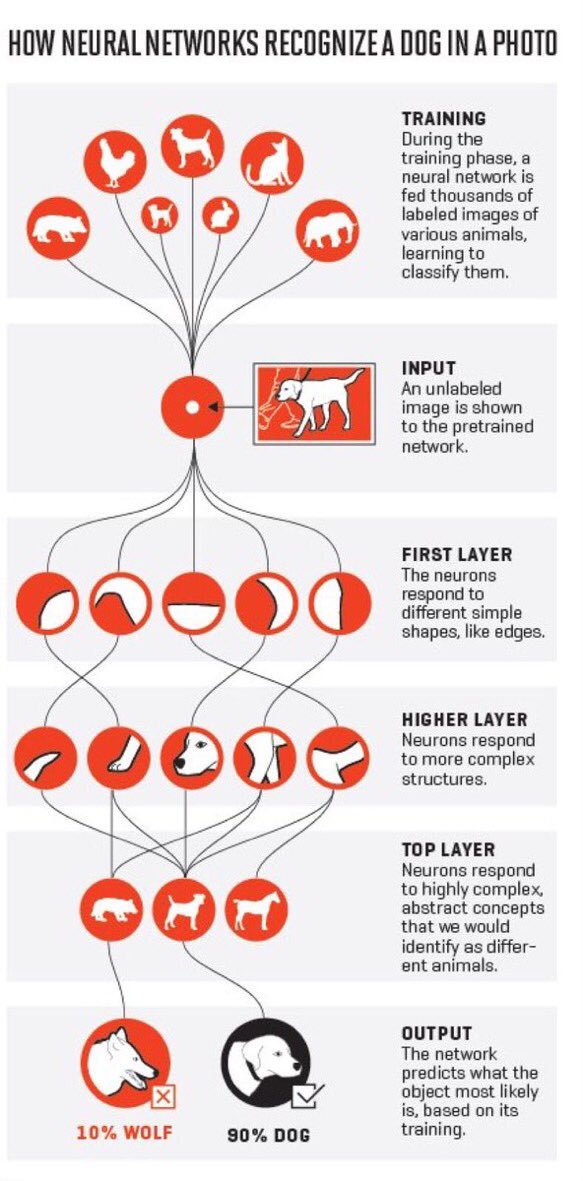 HOW NEURAL NETWORKS RECOGNIZE A DOG IN A PHOTO
TRAINING
During the
training phase, a
neural network is
fed thousands of
labeled images of
various animals,
learning to
classify them.
INPUT
An unlabeled
image is shown
to the pretrained
network.
FIRST LAYER
The neurons
respond to
different simple
shapes, like edges.
HIGHER LAYER
Neurons respond
to more complex
structures.
TOP LAYER
Neurons respond
to highly complex,
abstract concepts
that we would
identify as differ-
ent animals.
OUTPUT
The network
predicts what the
object most likely
is, based on its
training.
10% WOLF
90% DOG